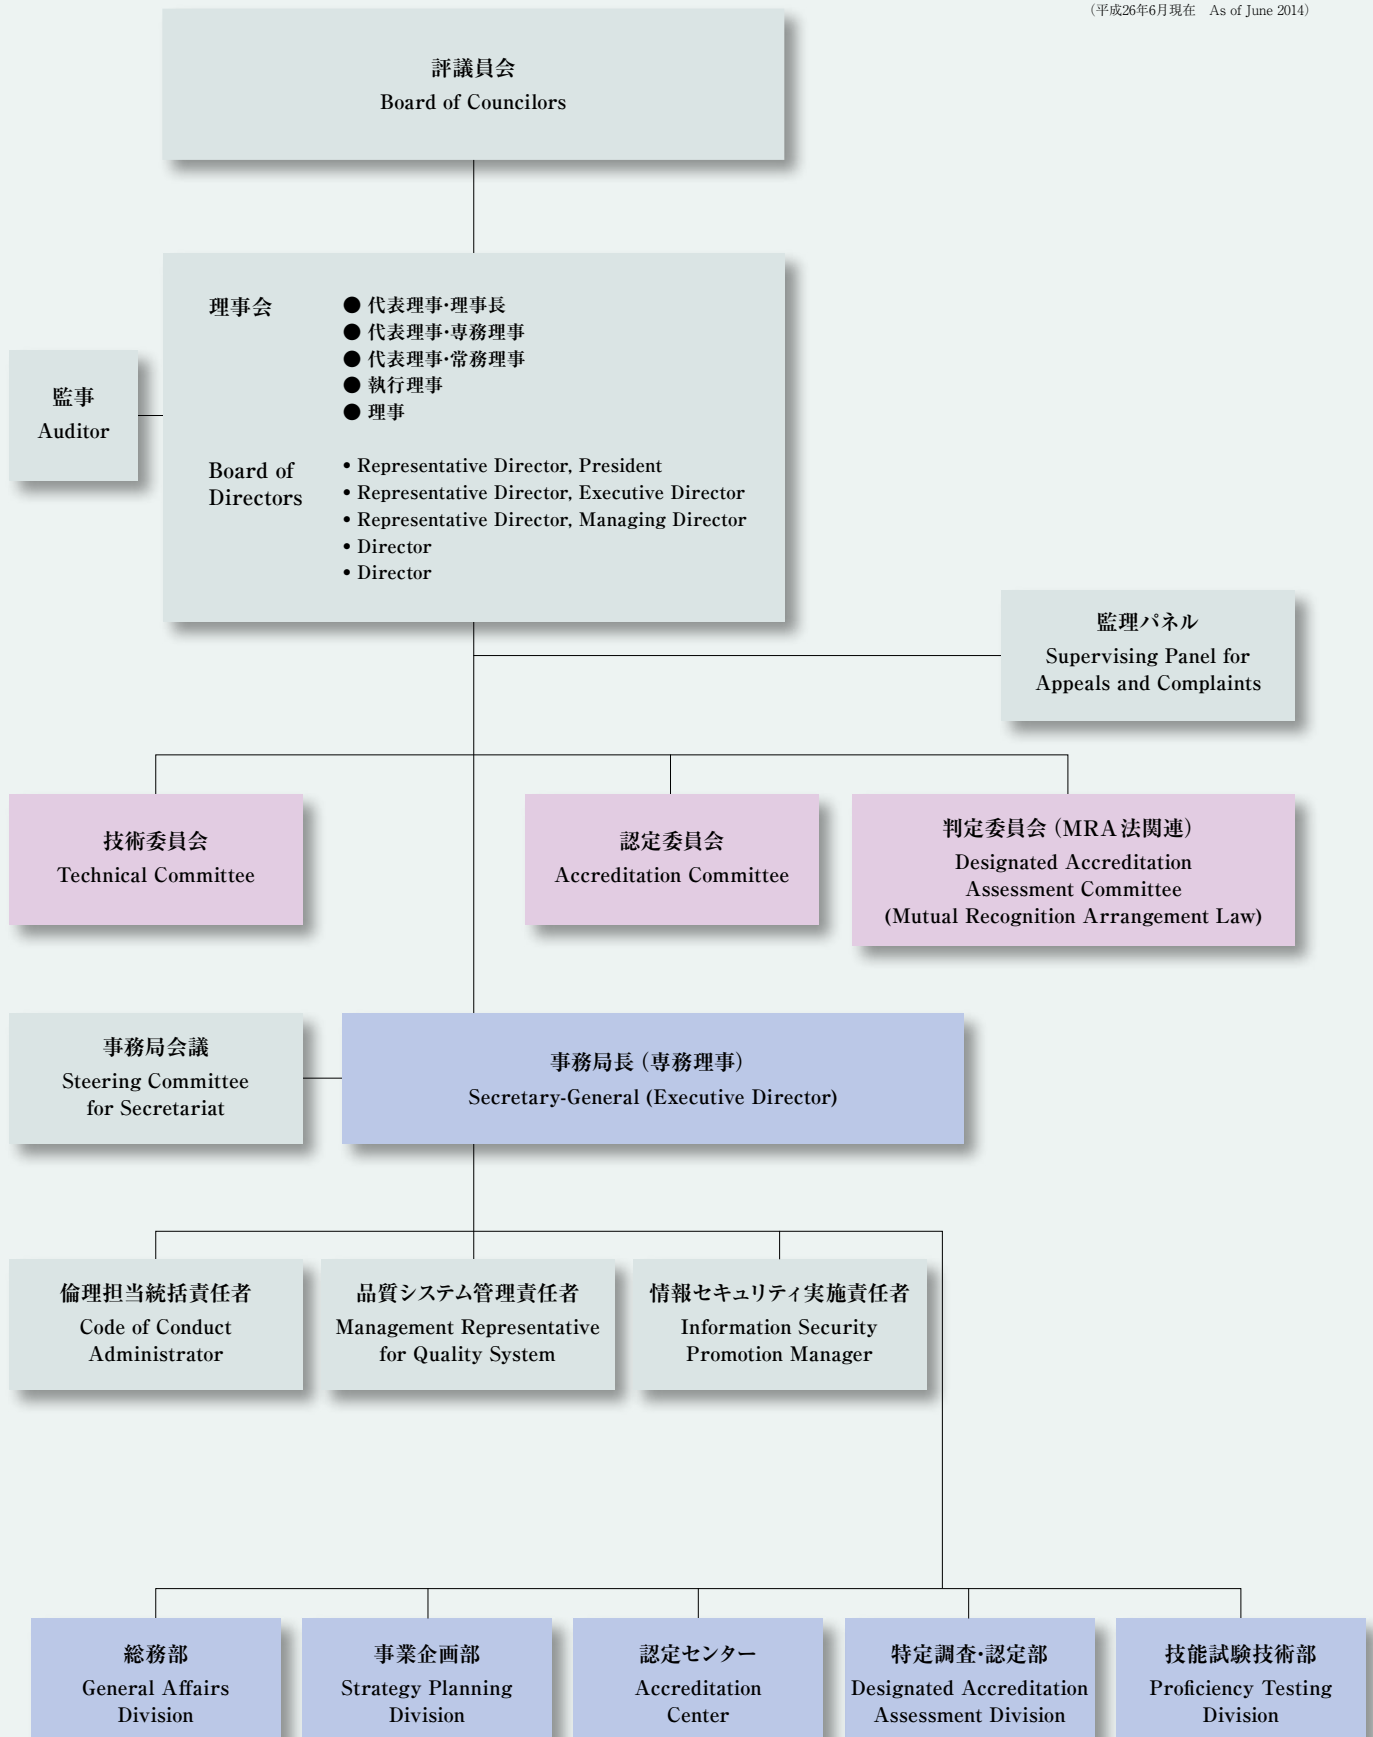 （平成26年6月現在　As of June 2014）
評議員会
Board of Councilors
理事会
● 代表理事・理事長
● 代表理事・専務理事
● 代表理事・常務理事
● 執行理事
● 理事
監事
Auditor
Board of
Directors
• Representative Director, President
• Representative Director, Executive Director
• Representative Director, Managing Director
• Director
• Director
監理パネル
Supervising Panel for
Appeals and Complaints
技術委員会
Technical Committee
認定委員会
Accreditation Committee
判定委員会（MRA法関連）
Designated Accreditation
Assessment Committee
(Mutual Recognition Arrangement Law)
事務局会議
Steering Committee
for Secretariat
事務局長（専務理事）
Secretary-General (Executive Director)
倫理担当統括責任者
Code of Conduct
Administrator
品質システム管理責任者
Management Representative
for Quality System
情報セキュリティ実施責任者
Information Security
Promotion Manager
総務部
General Affairs
Division
事業企画部
Strategy Planning
Division
認定センター
Accreditation
Center
特定調査・認定部
Designated Accreditation
Assessment Division
技能試験技術部
Proficiency Testing
Division